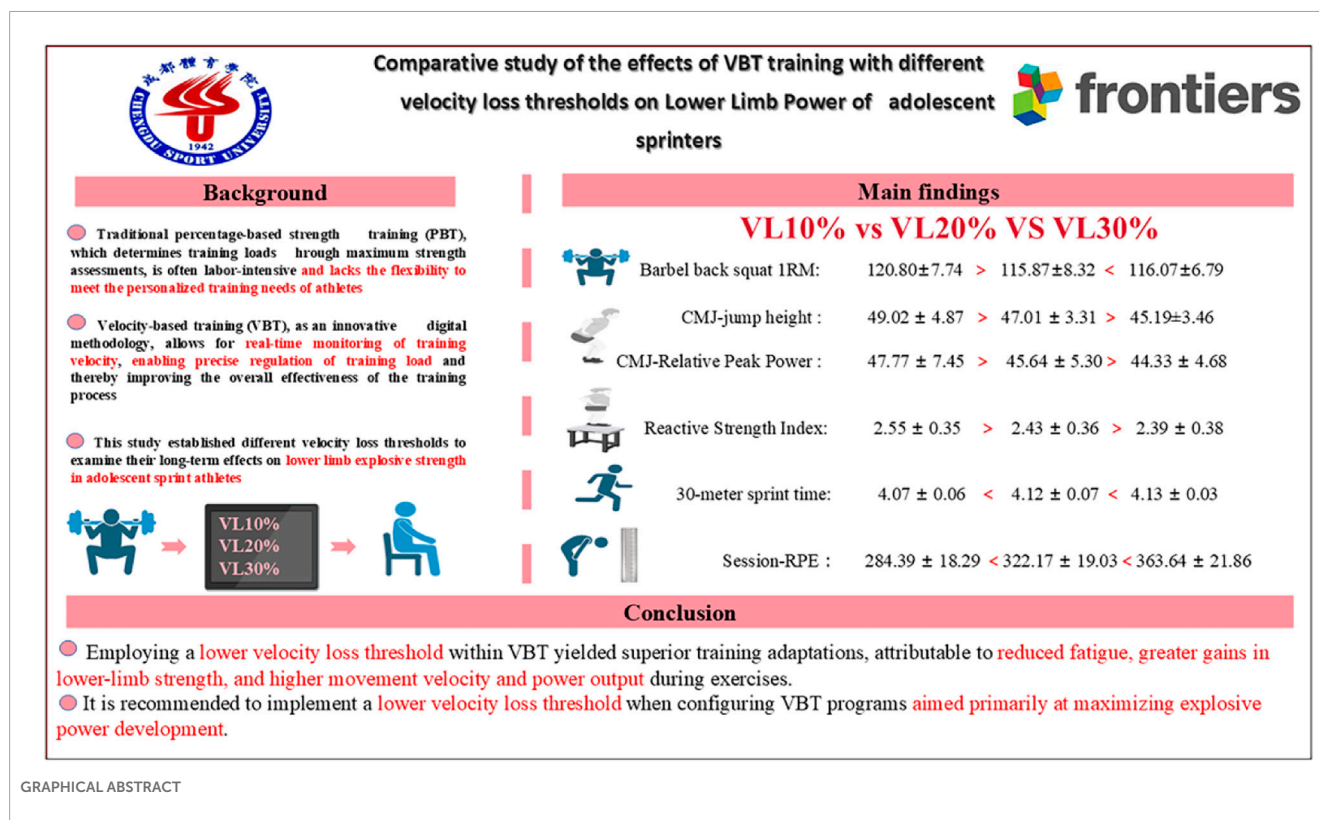 Comparative study of the effects of VBT training with different
velocity loss thresholds on Lower Limb Power of adolescent
sprinters
成都體育学院
CHENGDU SPORT UNIVERSITY
1942
frontiers
Background
Traditional percentage-based strength training (PBT),
which determines training loads hrough maximum strength
assessments, is often labor-intensive and lacks the flexibility to
meet the personalized training needs of athletes
Velocity-based training (VBT), as an innovative digital
methodology, allows for real-time monitoring of training
velocity, enabling precise regulation of training load and
thereby improving the overall effectiveness of the training
process
This study established different velocity loss thresholds to
examine their long-term effects on lower limb explosive strength
in adolescent sprint athletes
VL10%
VL20%
VL30%
Main findings
VL10% vs VL20% VS VL30%
Barbel back squat 1RM: 120.80±7.74 > 115.87±8.32 < 116.07±6.79
CMJ-jump height : 49.02 ± 4.87 > 47.01 ± 3.31 > 45.19±3.46
CMJ-Relative Peak Power : 47.77 ± 7.45 > 45.64 ± 5.30 > 44.33 ± 4.68
Reactive Strength Index: 2.55 ± 0.35 > 2.43 ± 0.36 > 2.39 ± 0.38
30-meter sprint time: 4.07 ± 0.06 < 4.12 ± 0.07 < 4.13 ± 0.03
Session-RPE : 284.39 ± 18.29 < 322.17 ± 19.03 < 363.64 ± 21.86
Conclusion
Employing a lower velocity loss threshold within VBT yielded superior training adaptations, attributable to reduced fatigue, greater gains in
lower-limb strength, and higher movement velocity and power output during exercises.
It is recommended to implement a lower velocity loss threshold when configuring VBT programs aimed primarily at maximizing explosive
power development.
GRAPHICAL ABSTRACT